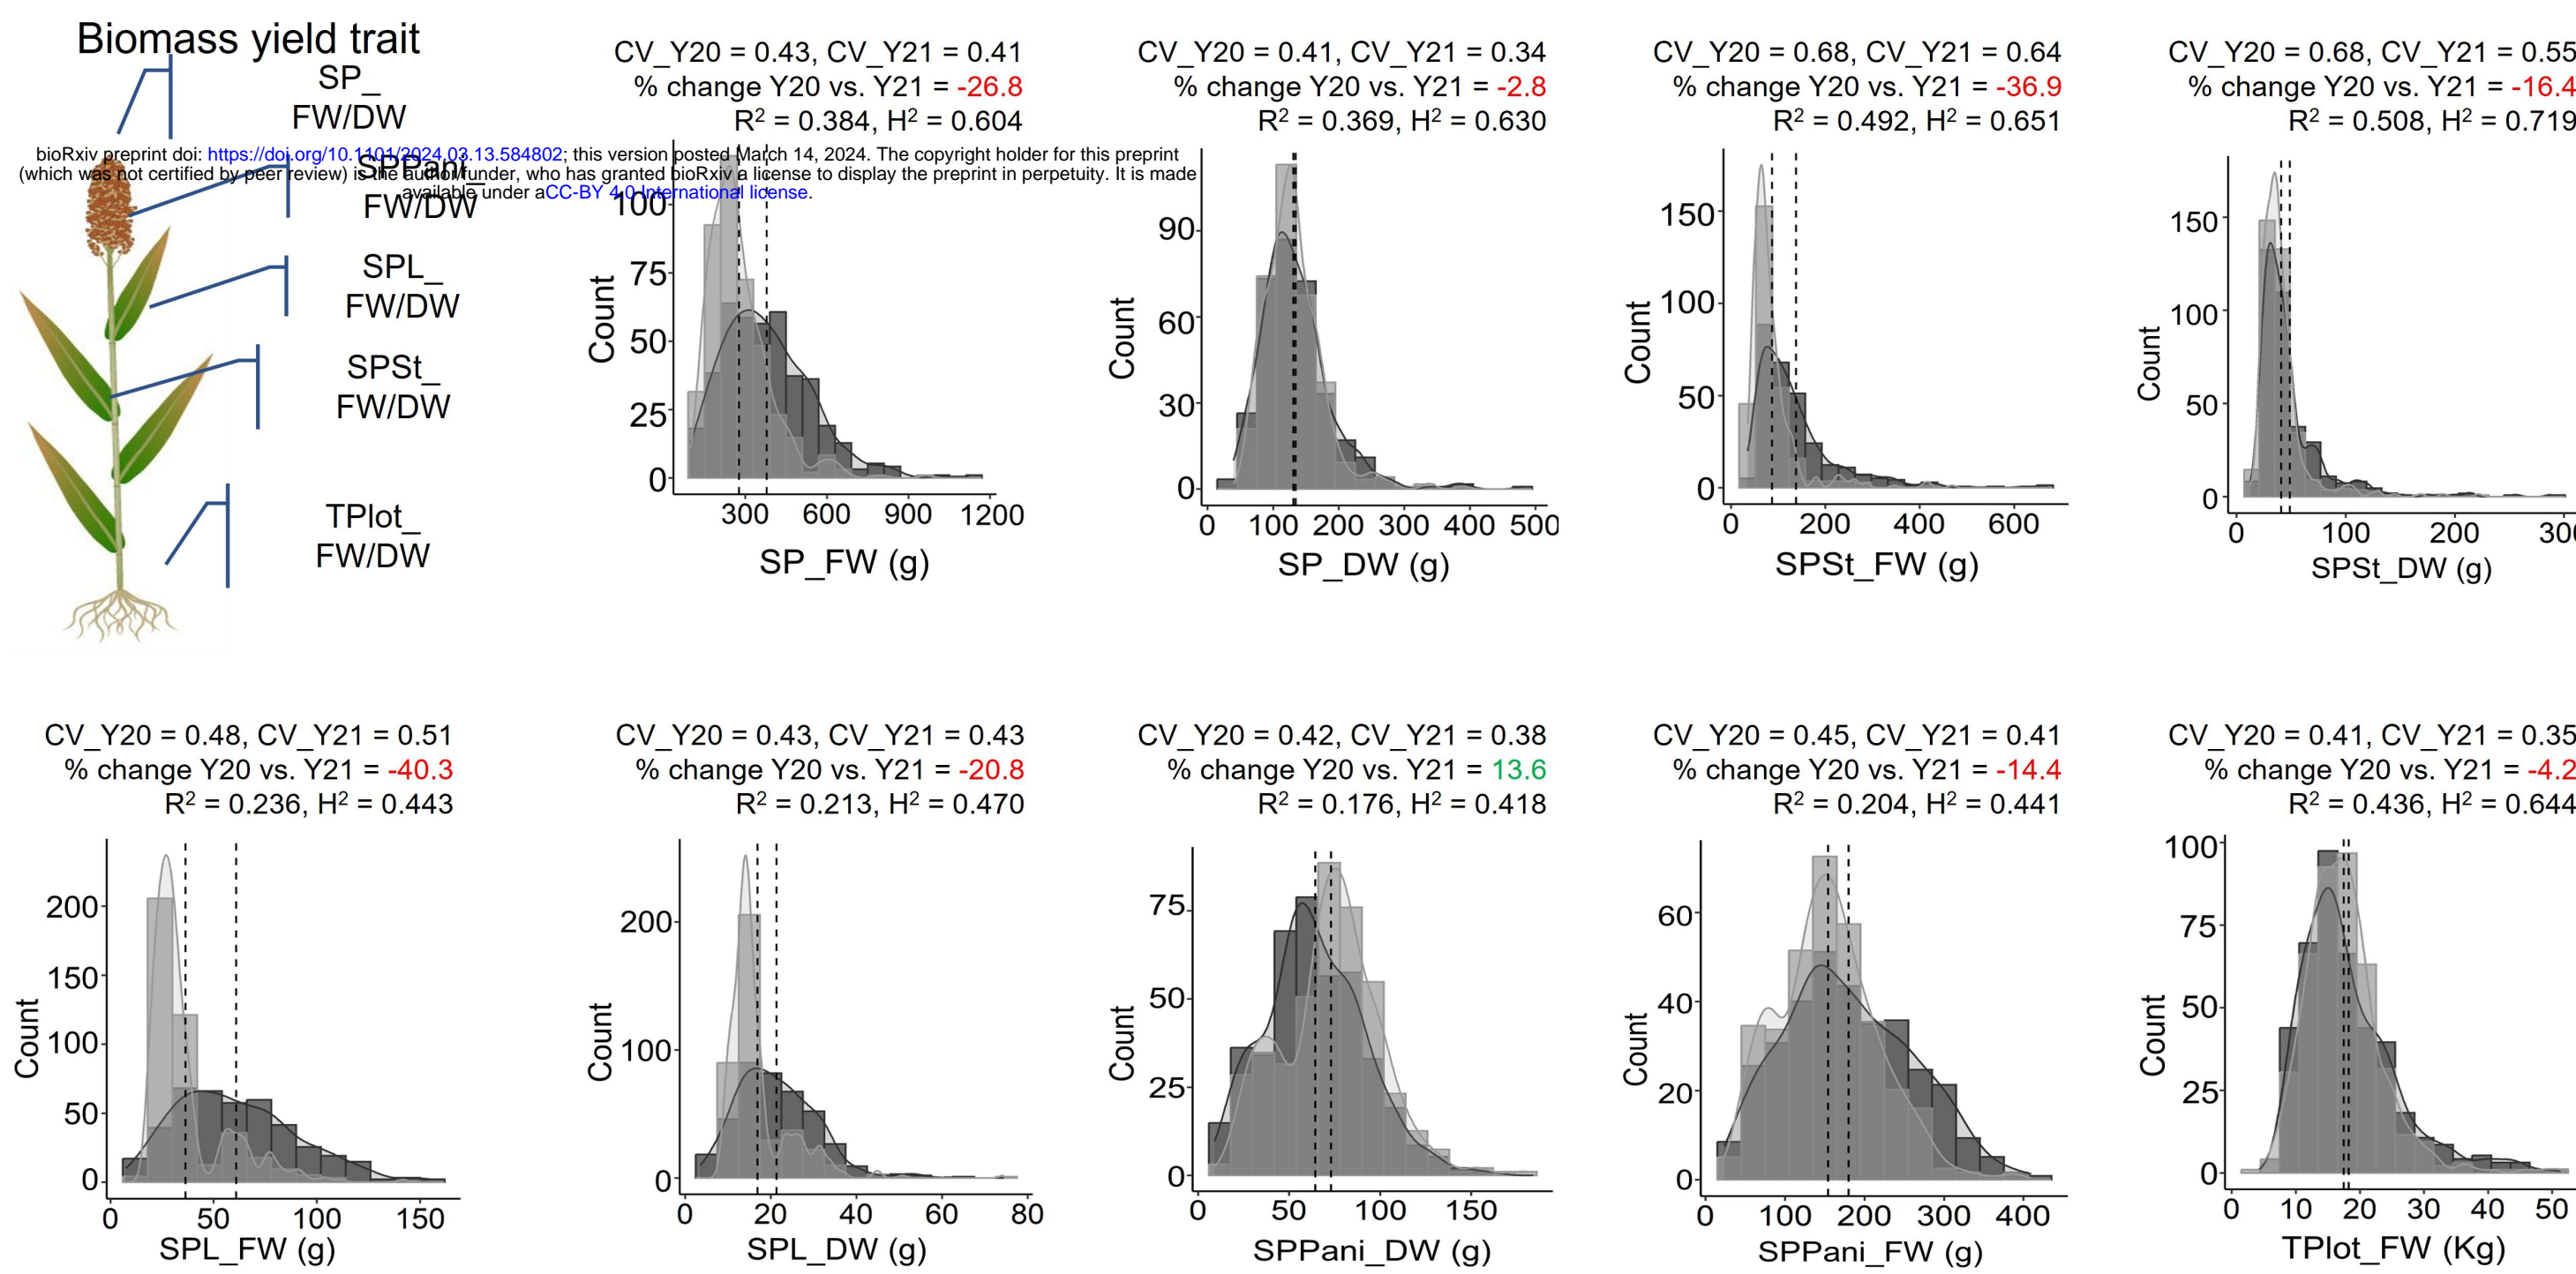 Biomass yield trait
SP_
FW/DW
SPPani_
FW/DW
SPL_
FW/DW
SPSt_
FW/DW
TPlot_
FW/DW
bioRxiv preprint doi: https://doi.org/10.1101/2024.03.13.584802; this version posted March 14, 2024. The copyright holder for this preprint
(which was not certified by peer review) is the author/funder, who has granted bioRxiv a license to display the preprint in perpetuity. It is made
available under aCC-BY 4.0 International license.
CV_Y20 = 0.43, CV_Y21 = 0.41
% change Y20 vs. Y21 = -26.8
R² = 0.384, H² = 0.604
100
75
50
25
0
Count
300 600 900 1200
SP_FW (g)
CV_Y20 = 0.41, CV_Y21 = 0.34
% change Y20 vs. Y21 = -2.8
R² = 0.369, H² = 0.630
90
60
30
0
Count
0 100 200 300 400 500
SP_DW (g)
CV_Y20 = 0.68, CV_Y21 = 0.64
% change Y20 vs. Y21 = -36.9
R² = 0.492, H² = 0.651
150
100
50
0
Count
0 200 400 600
SPSt_FW (g)
CV_Y20 = 0.68, CV_Y21 = 0.55
% change Y20 vs. Y21 = -16.4
R² = 0.508, H² = 0.719
150
100
50
0
Count
0 100 200 300
SPSt_DW (g)
CV_Y20 = 0.48, CV_Y21 = 0.51
% change Y20 vs. Y21 = -40.3
R² = 0.236, H² = 0.443
200
150
100
50
0
Count
0 50 100 150
SPL_FW (g)
CV_Y20 = 0.43, CV_Y21 = 0.43
% change Y20 vs. Y21 = -20.8
R² = 0.213, H² = 0.470
200
100
0
Count
0 20 40 60 80
SPL_DW (g)
CV_Y20 = 0.42, CV_Y21 = 0.38
% change Y20 vs. Y21 = 13.6
R² = 0.176, H² = 0.418
75
50
25
0
Count
0 50 100 150
SPPani_DW (g)
CV_Y20 = 0.45, CV_Y21 = 0.41
% change Y20 vs. Y21 = -14.4
R² = 0.204, H² = 0.441
60
40
20
0
Count
0 100 200 300 400
SPPani_FW (g)
CV_Y20 = 0.41, CV_Y21 = 0.35
% change Y20 vs. Y21 = -4.2
R² = 0.436, H² = 0.644
100
75
50
25
0
Count
0 10 20 30 40 50
TPlot_FW (Kg)